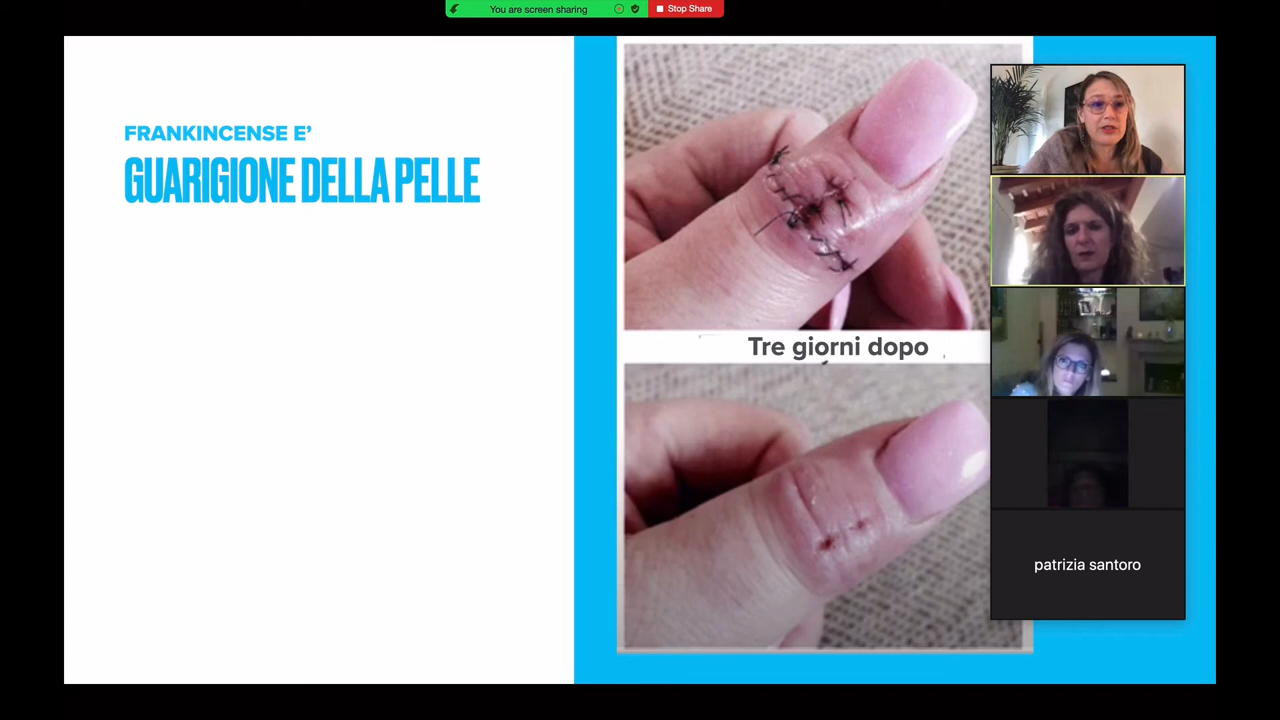 You are screen sharing
Stop Share
FRANKINCENSE E’
GUARIGIONE DELLA PELLE
Tre giorni dopo
patrizia santoro